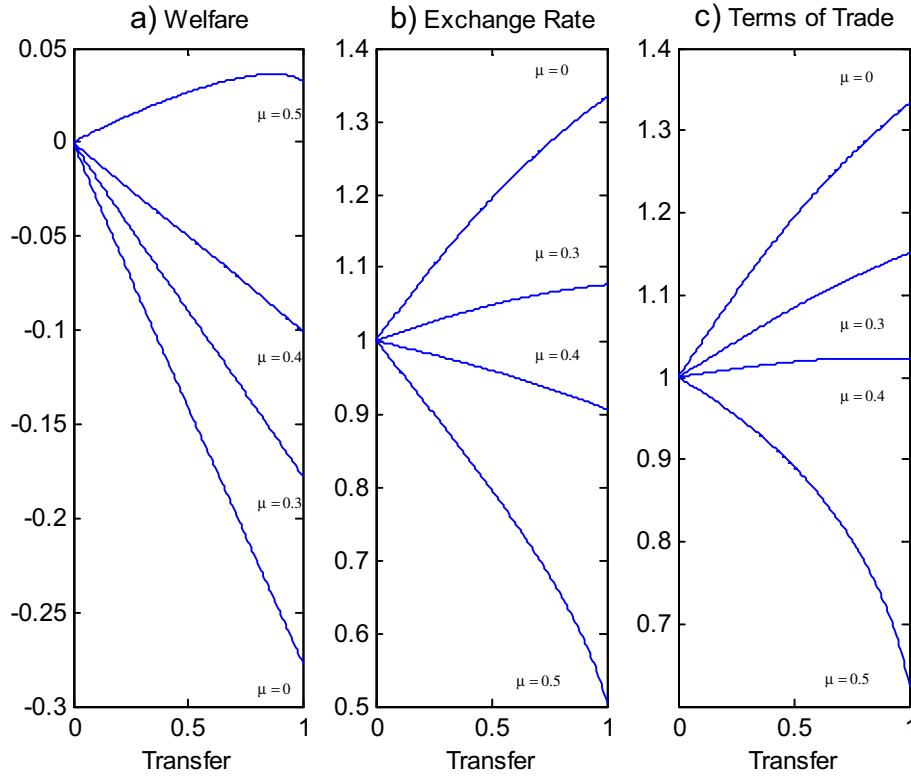 a) Welfare
0.05
0
-0.05
-0.1
-0.15
-0.2
-0.25
-0.3
μ = 0.5
μ = 0.4
μ = 0.3
μ = 0
0 0.5 1
Transfer
b) Exchange Rate
1.4
1.3
1.2
1.1
1
0.9
0.8
0.7
0.6
0.5
μ = 0
μ = 0.3
μ = 0.4
μ = 0.5
0 0.5 1
Transfer
c) Terms of Trade
1.4
1.3
1.2
1.1
1
0.9
0.8
0.7
μ = 0
μ = 0.3
μ = 0.4
μ = 0.5
0 0.5 1
Transfer